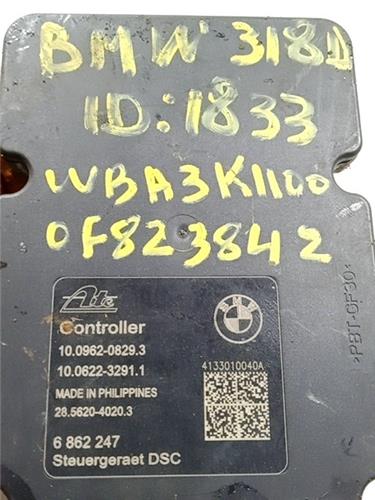 BMW 318D
ID:1833
WBA3K1100
0F823842
Ate
BMW
Controller
10.0962-0829.3
10.0622-3291.1
4133010040A
MADE IN PHILIPPINES
28.5620-4020.3
6 862 247
Steuergeraet DSC
>PBT-GF30<